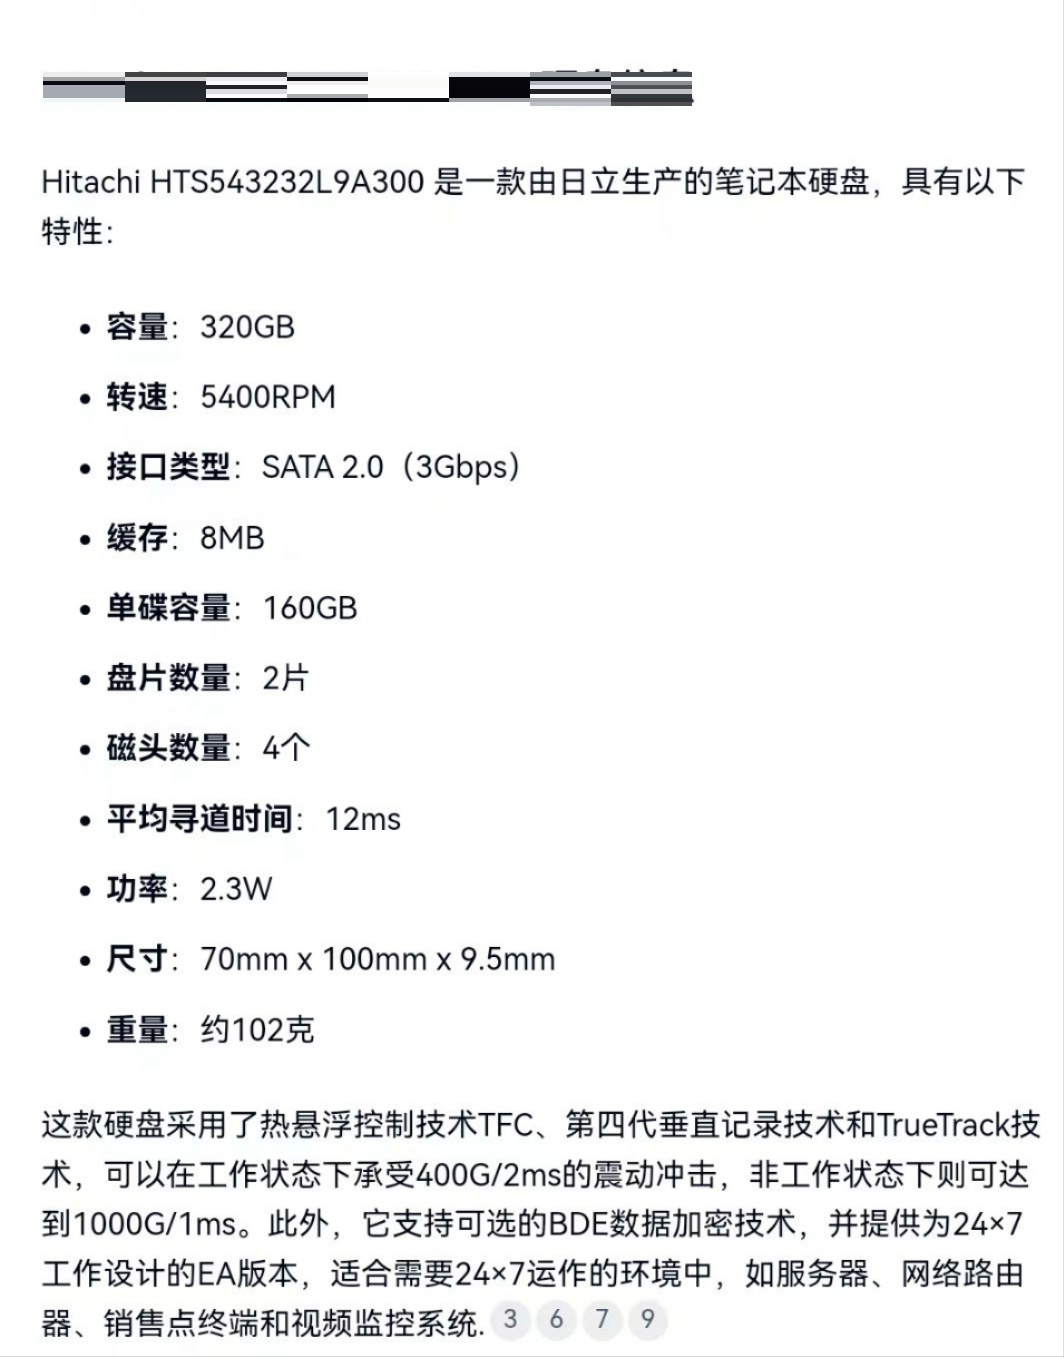 Hitachi HTS543232L9A300 是一款由日立生产的笔记本硬盘，具有以下
特性：
• 容量：320GB
• 转速：5400RPM
• 接口类型：SATA 2.0（3Gbps）
• 缓存：8MB
• 单碟容量：160GB
• 盘片数量：2片
• 磁头数量：4个
• 平均寻道时间：12ms
• 功率：2.3W
• 尺寸：70mm x 100mm x 9.5mm
• 重量：约102克
这款硬盘采用了热悬浮控制技术TFC、第四代垂直记录技术和TrueTrack技
术，可以在工作状态下承受400G/2ms的震动冲击，非工作状态下则可达
到1000G/1ms。此外，它支持可选的BDE数据加密技术，并提供为24×7
工作设计的EA版本，适合需要24×7运作的环境中，如服务器、网络路由
器、销售点终端和视频监控系统. 3 6 7 9